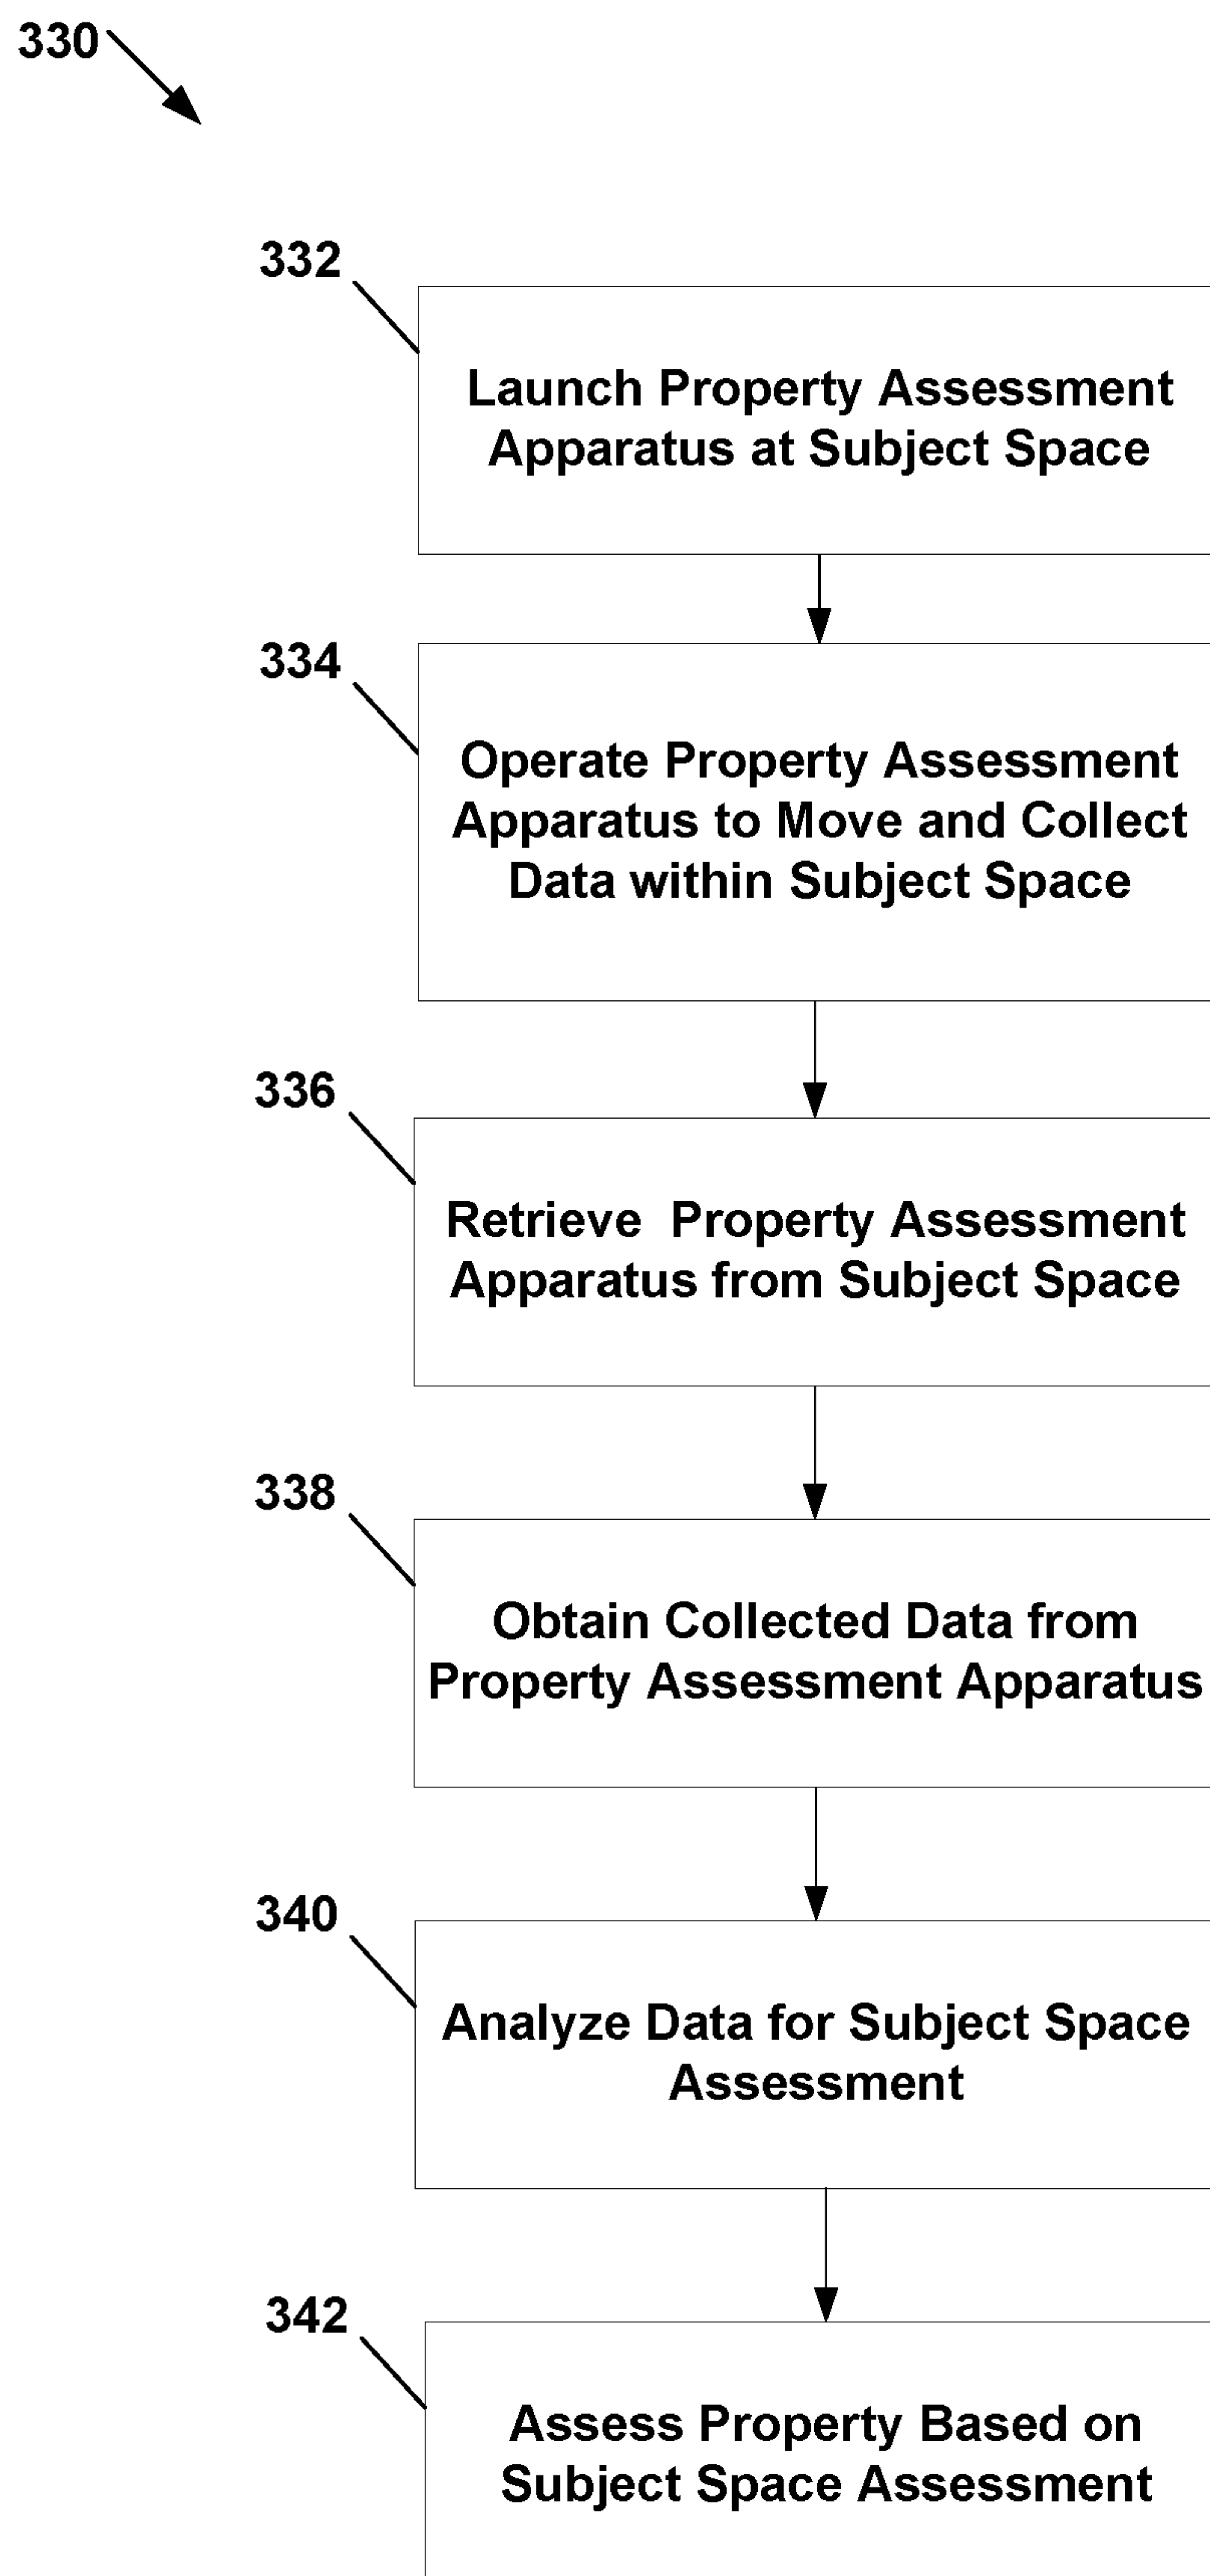 330
332
Launch Property Assessment
Apparatus at Subject Space
334
Operate Property Assessment
Apparatus to Move and Collect
Data within Subject Space
336
Retrieve Property Assessment
Apparatus from Subject Space
338
Obtain Collected Data from
Property Assessment Apparatus
340
Analyze Data for Subject Space
Assessment
342
Assess Property Based on
Subject Space Assessment